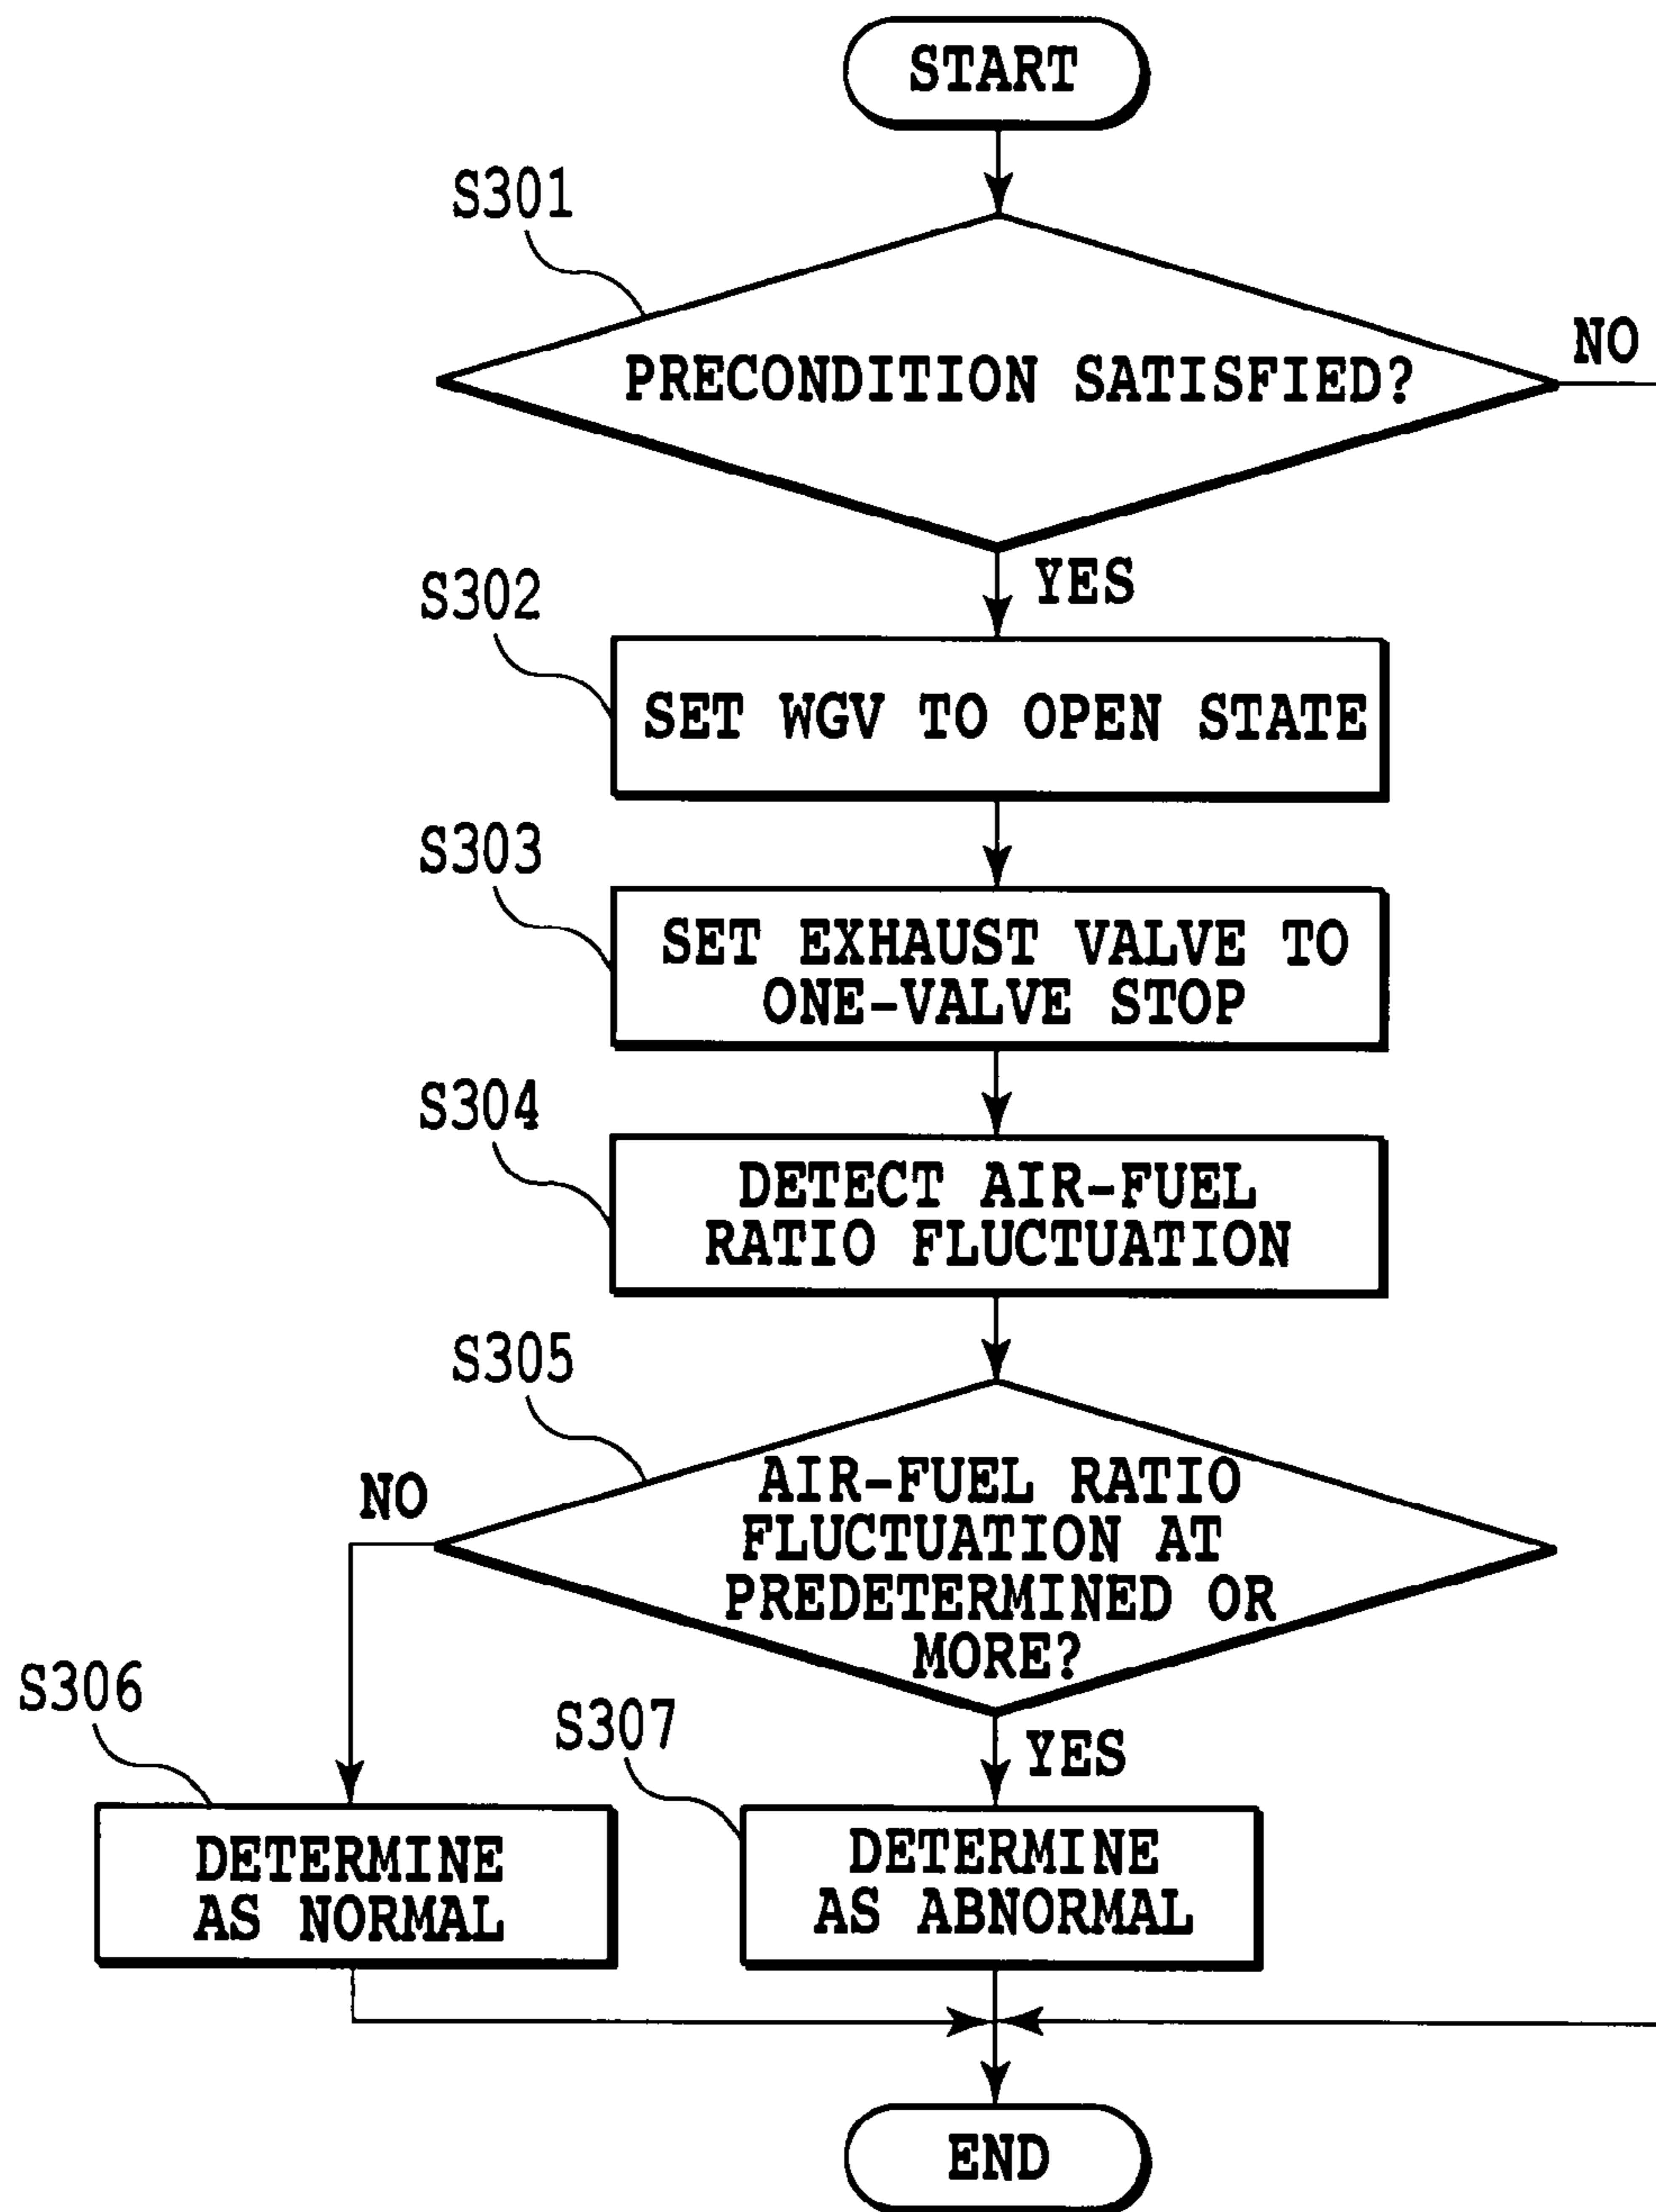 START
S301
PRECONDITION SATISFIED?
NO
YES
S302
SET WGV TO OPEN STATE
S303
SET EXHAUST VALVE TO
ONE-VALVE STOP
S304
DETECT AIR-FUEL
RATIO FLUCTUATION
S305
AIR-FUEL RATIO
FLUCTUATION AT
PREDETERMINED OR
MORE?
NO
YES
S306
DETERMINE
AS NORMAL
S307
DETERMINE
AS ABNORMAL
END